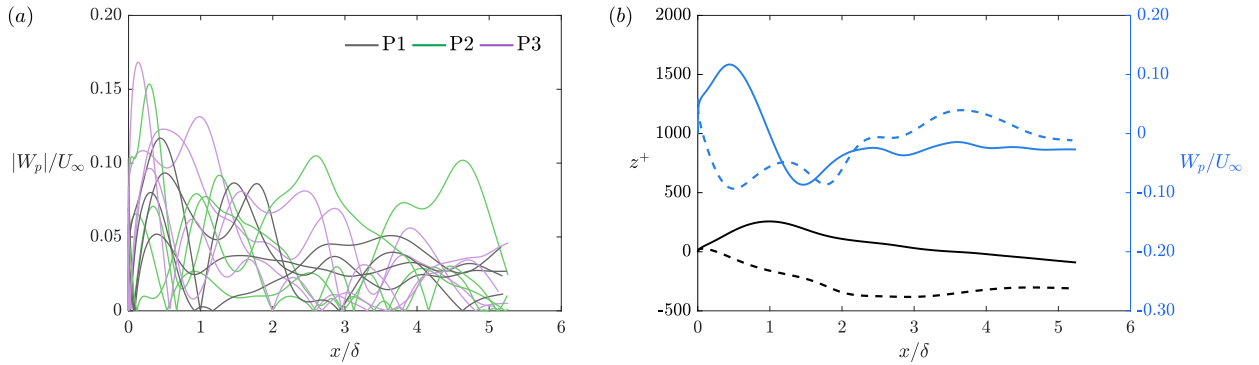 (a)
P1 P2 P3
0.20
0.15
0.10
0.05
0
|W_p|/U_∞
0 1 2 3 4 5 6
x/δ
(b)
2000
1500
1000
500
0
-500
z^+
0 1 2 3 4 5 6
x/δ
0.20
0.10
0
-0.10
-0.20
-0.30
W_p/U_∞